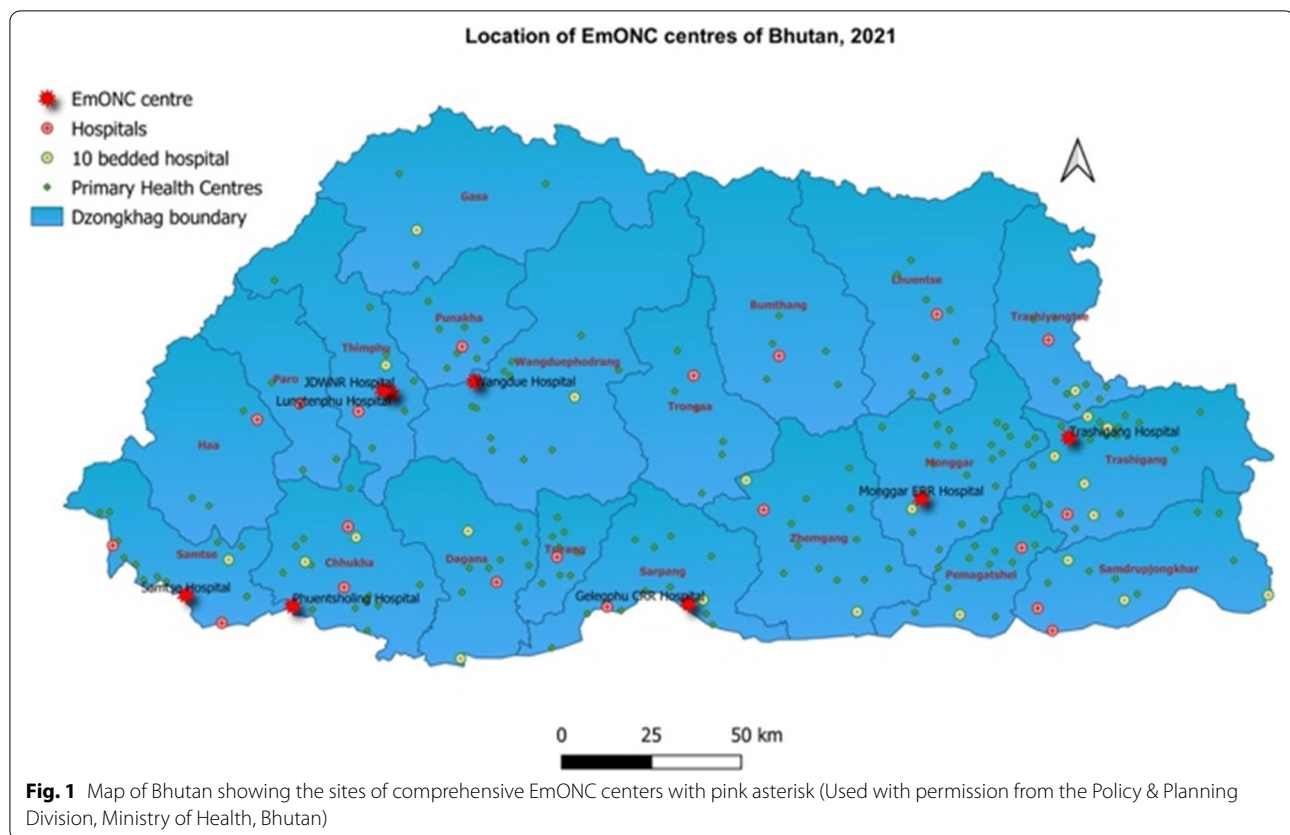 Location of EmONC centres of Bhutan, 2021
EmONC centre
Hospitals
10 bedded hospital
Primary Health Centres
Dzongkhag boundary
Gasa
Punakha
Thimphu
Wangduephodrang
Bumthang
Lhuentse
Trashiyangtse
Paro
JDWNR Hospital
Lungtenphu Hospital
Wangdue Hospital
Trongsa
Haa
Monggar
Trashigang Hospital
Trashigang
Monggar ERR Hospital
Samtse
Chhukha
Dagana
Tsirang
Sarpang
Zhemgang
Pemagatshel
Samdrupjongkhar
Samtse Hospital
Phuentsholing Hospital
Gelegphu CRR Hospital
0 25 50 km
Fig. 1 Map of Bhutan showing the sites of comprehensive EmONC centers with pink asterisk (Used with permission from the Policy & Planning
Division, Ministry of Health, Bhutan)